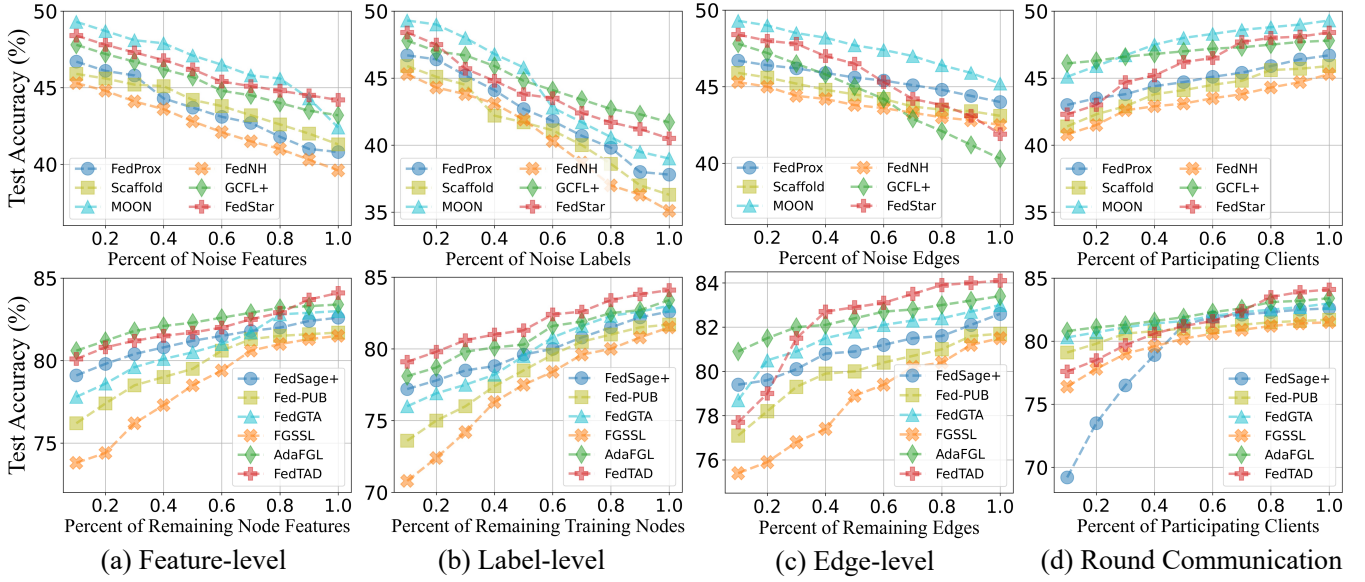 Test Accuracy (%)
50
45
40
FedProx
Scaffold
MOON
FedNH
GCFL+
FedStar
0.2 0.4 0.6 0.8 1.0
Percent of Noise Features
50
45
40
35
FedProx
Scaffold
MOON
FedNH
GCFL+
FedStar
0.2 0.4 0.6 0.8 1.0
Percent of Noise Labels
50
45
40
FedProx
Scaffold
MOON
FedNH
GCFL+
FedStar
0.2 0.4 0.6 0.8 1.0
Percent of Noise Edges
50
45
40
35
FedProx
Scaffold
MOON
FedNH
GCFL+
FedStar
0.2 0.4 0.6 0.8 1.0
Percent of Participating Clients
Test Accuracy (%)
85
80
75
FedSage+
Fed-PUB
FedGTA
FGSSL
AdaFGL
FedTAD
0.2 0.4 0.6 0.8 1.0
Percent of Remaining Node Features
85
80
75
70
FedSage+
Fed-PUB
FedGTA
FGSSL
AdaFGL
FedTAD
0.2 0.4 0.6 0.8 1.0
Percent of Remaining Training Nodes
84
82
80
78
76
FedSage+
Fed-PUB
FedGTA
FGSSL
AdaFGL
FedTAD
0.2 0.4 0.6 0.8 1.0
Percent of Remaining Edges
85
80
75
70
FedSage+
Fed-PUB
FedGTA
FGSSL
AdaFGL
FedTAD
0.2 0.4 0.6 0.8 1.0
Percent of Participating Clients
(a) Feature-level
(b) Label-level
(c) Edge-level
(d) Round Communication